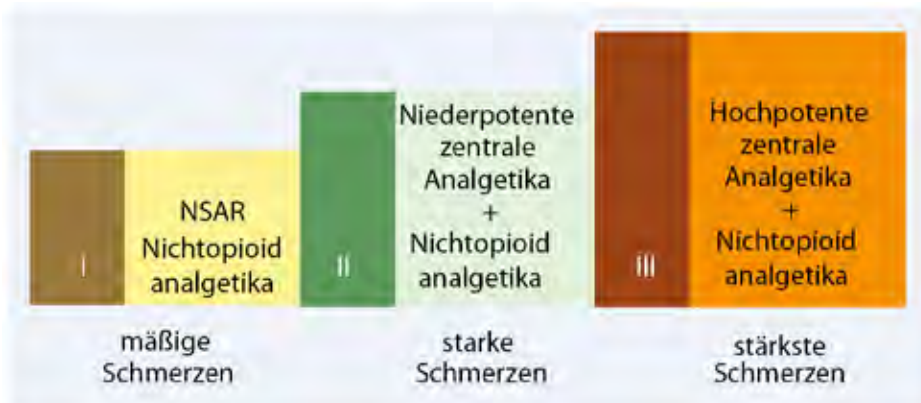 i
NSAR
Nichtopioid
analgetika
mäßige
Schmerzen
ii
Niederpotente
zentrale
Analgetika
+
Nichtopioid
analgetika
starke
Schmerzen
iii
Hochpotente
zentrale
Analgetika
+
Nichtopioid
analgetika
stärkste
Schmerzen